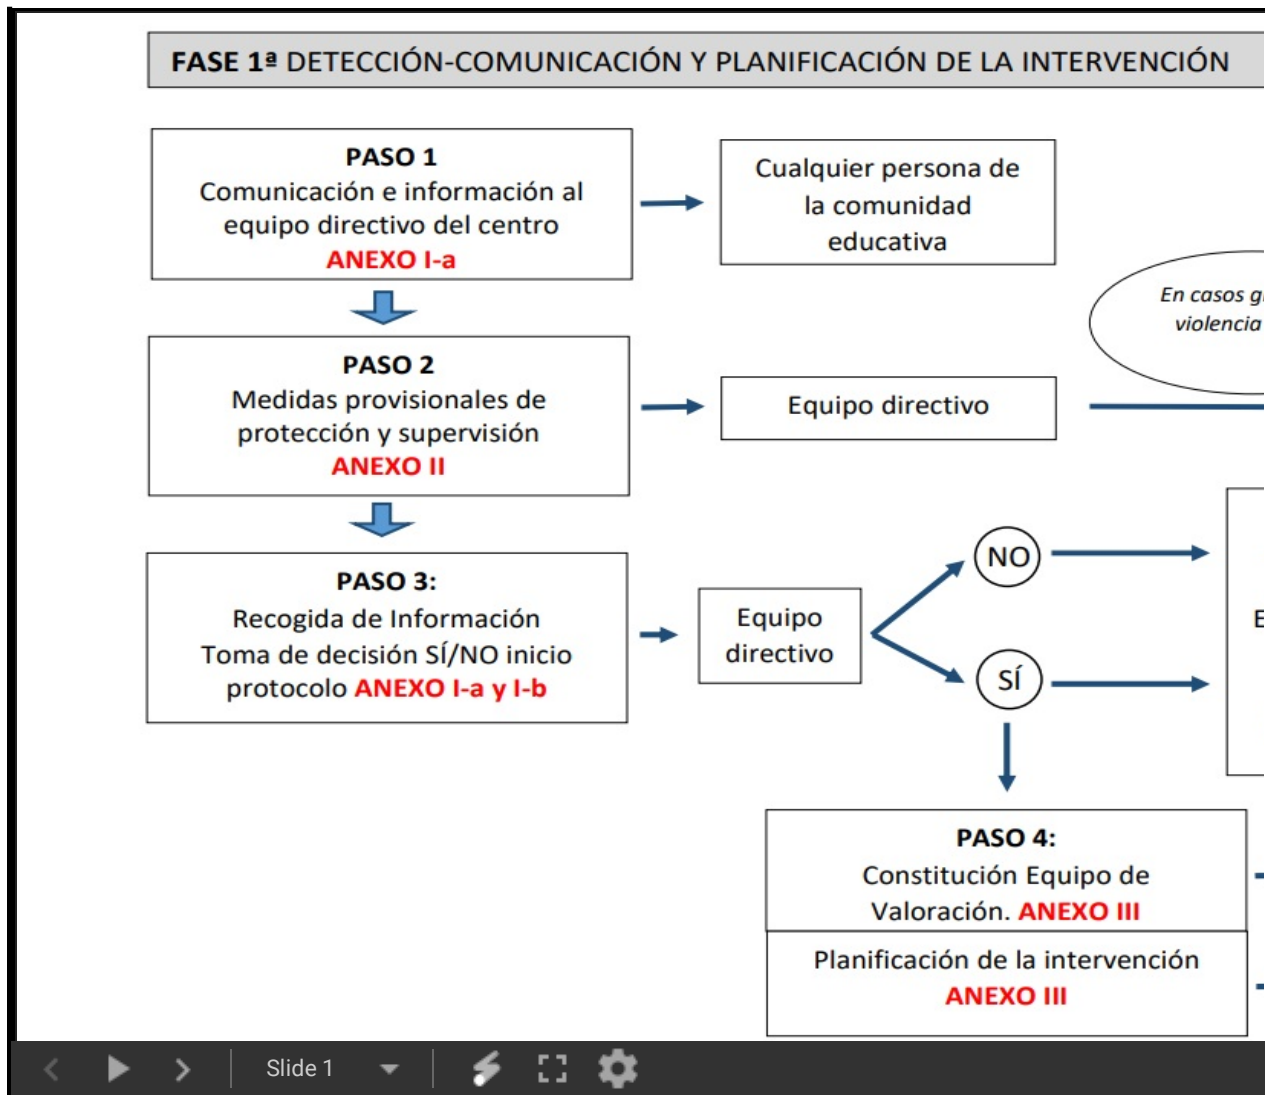 FASE 1ª DETECCIÓN-COMUNICACIÓN Y PLANIFICACIÓN DE LA INTERVENCIÓN
PASO 1
Comunicación e información al
equipo directivo del centro
ANEXO I-a
Cualquier persona de
la comunidad
educativa
En casos
violencia
PASO 2
Medidas provisionales de
protección y supervisión
ANEXO II
Equipo directivo
PASO 3:
Recogida de Información
Toma de decisión SÍ/NO inicio
protocolo ANEXO I-a y I-b
Equipo
directivo
NO
SÍ
PASO 4:
Constitución Equipo de
Valoración. ANEXO III
Planificación de la intervención
ANEXO III
Slide 1